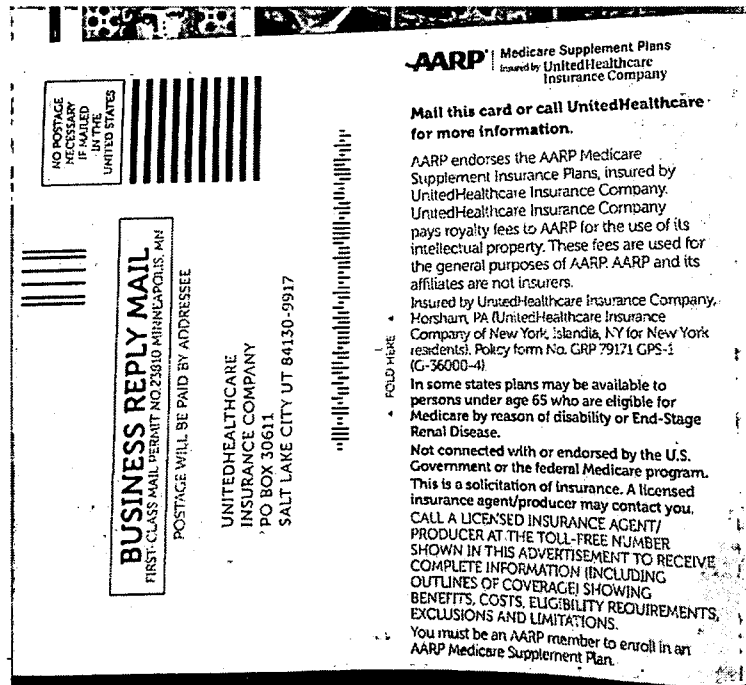 NO POSTAGE
NECESSARY
IF MAILED
IN THE
UNITED STATES
BUSINESS REPLY MAIL
FIRST-CLASS MAIL PERMIT NO.23810 MINNEAPOLIS, MN
POSTAGE WILL BE PAID BY ADDRESSEE
UNITEDHEALTHCARE
INSURANCE COMPANY
PO BOX 30611
SALT LAKE CITY UT 84130-9917
FOLD HERE
AARP | Medicare Supplement Plans
insured by UnitedHealthcare
Insurance Company
Mail this card or call UnitedHealthcare
for more information.
AARP endorses the AARP Medicare
Supplement Insurance Plans, insured by
UnitedHealthcare Insurance Company.
UnitedHealthcare Insurance Company
pays royalty fees to AARP for the use of its
intellectual property. These fees are used for
the general purposes of AARP. AARP and its
affiliates are not insurers.
Insured by UnitedHealthcare Insurance Company,
Horsham, PA (UnitedHealthcare Insurance
Company of New York, Islandia, NY for New York
residents). Policy form No. GRP 79171 GPS-1
(G-36000-4).
In some states plans may be available to
persons under age 65 who are eligible for
Medicare by reason of disability or End-Stage
Renal Disease.
Not connected with or endorsed by the U.S.
Government or the federal Medicare program.
This is a solicitation of insurance. A licensed
insurance agent/producer may contact you.
CALL A LICENSED INSURANCE AGENT/
PRODUCER AT THE TOLL-FREE NUMBER
SHOWN IN THIS ADVERTISEMENT TO RECEIVE
COMPLETE INFORMATION (INCLUDING
OUTLINES OF COVERAGE) SHOWING
BENEFITS, COSTS, ELIGIBILITY REQUIREMENTS,
EXCLUSIONS AND LIMITATIONS.
You must be an AARP member to enroll in an
AARP Medicare Supplement Plan.